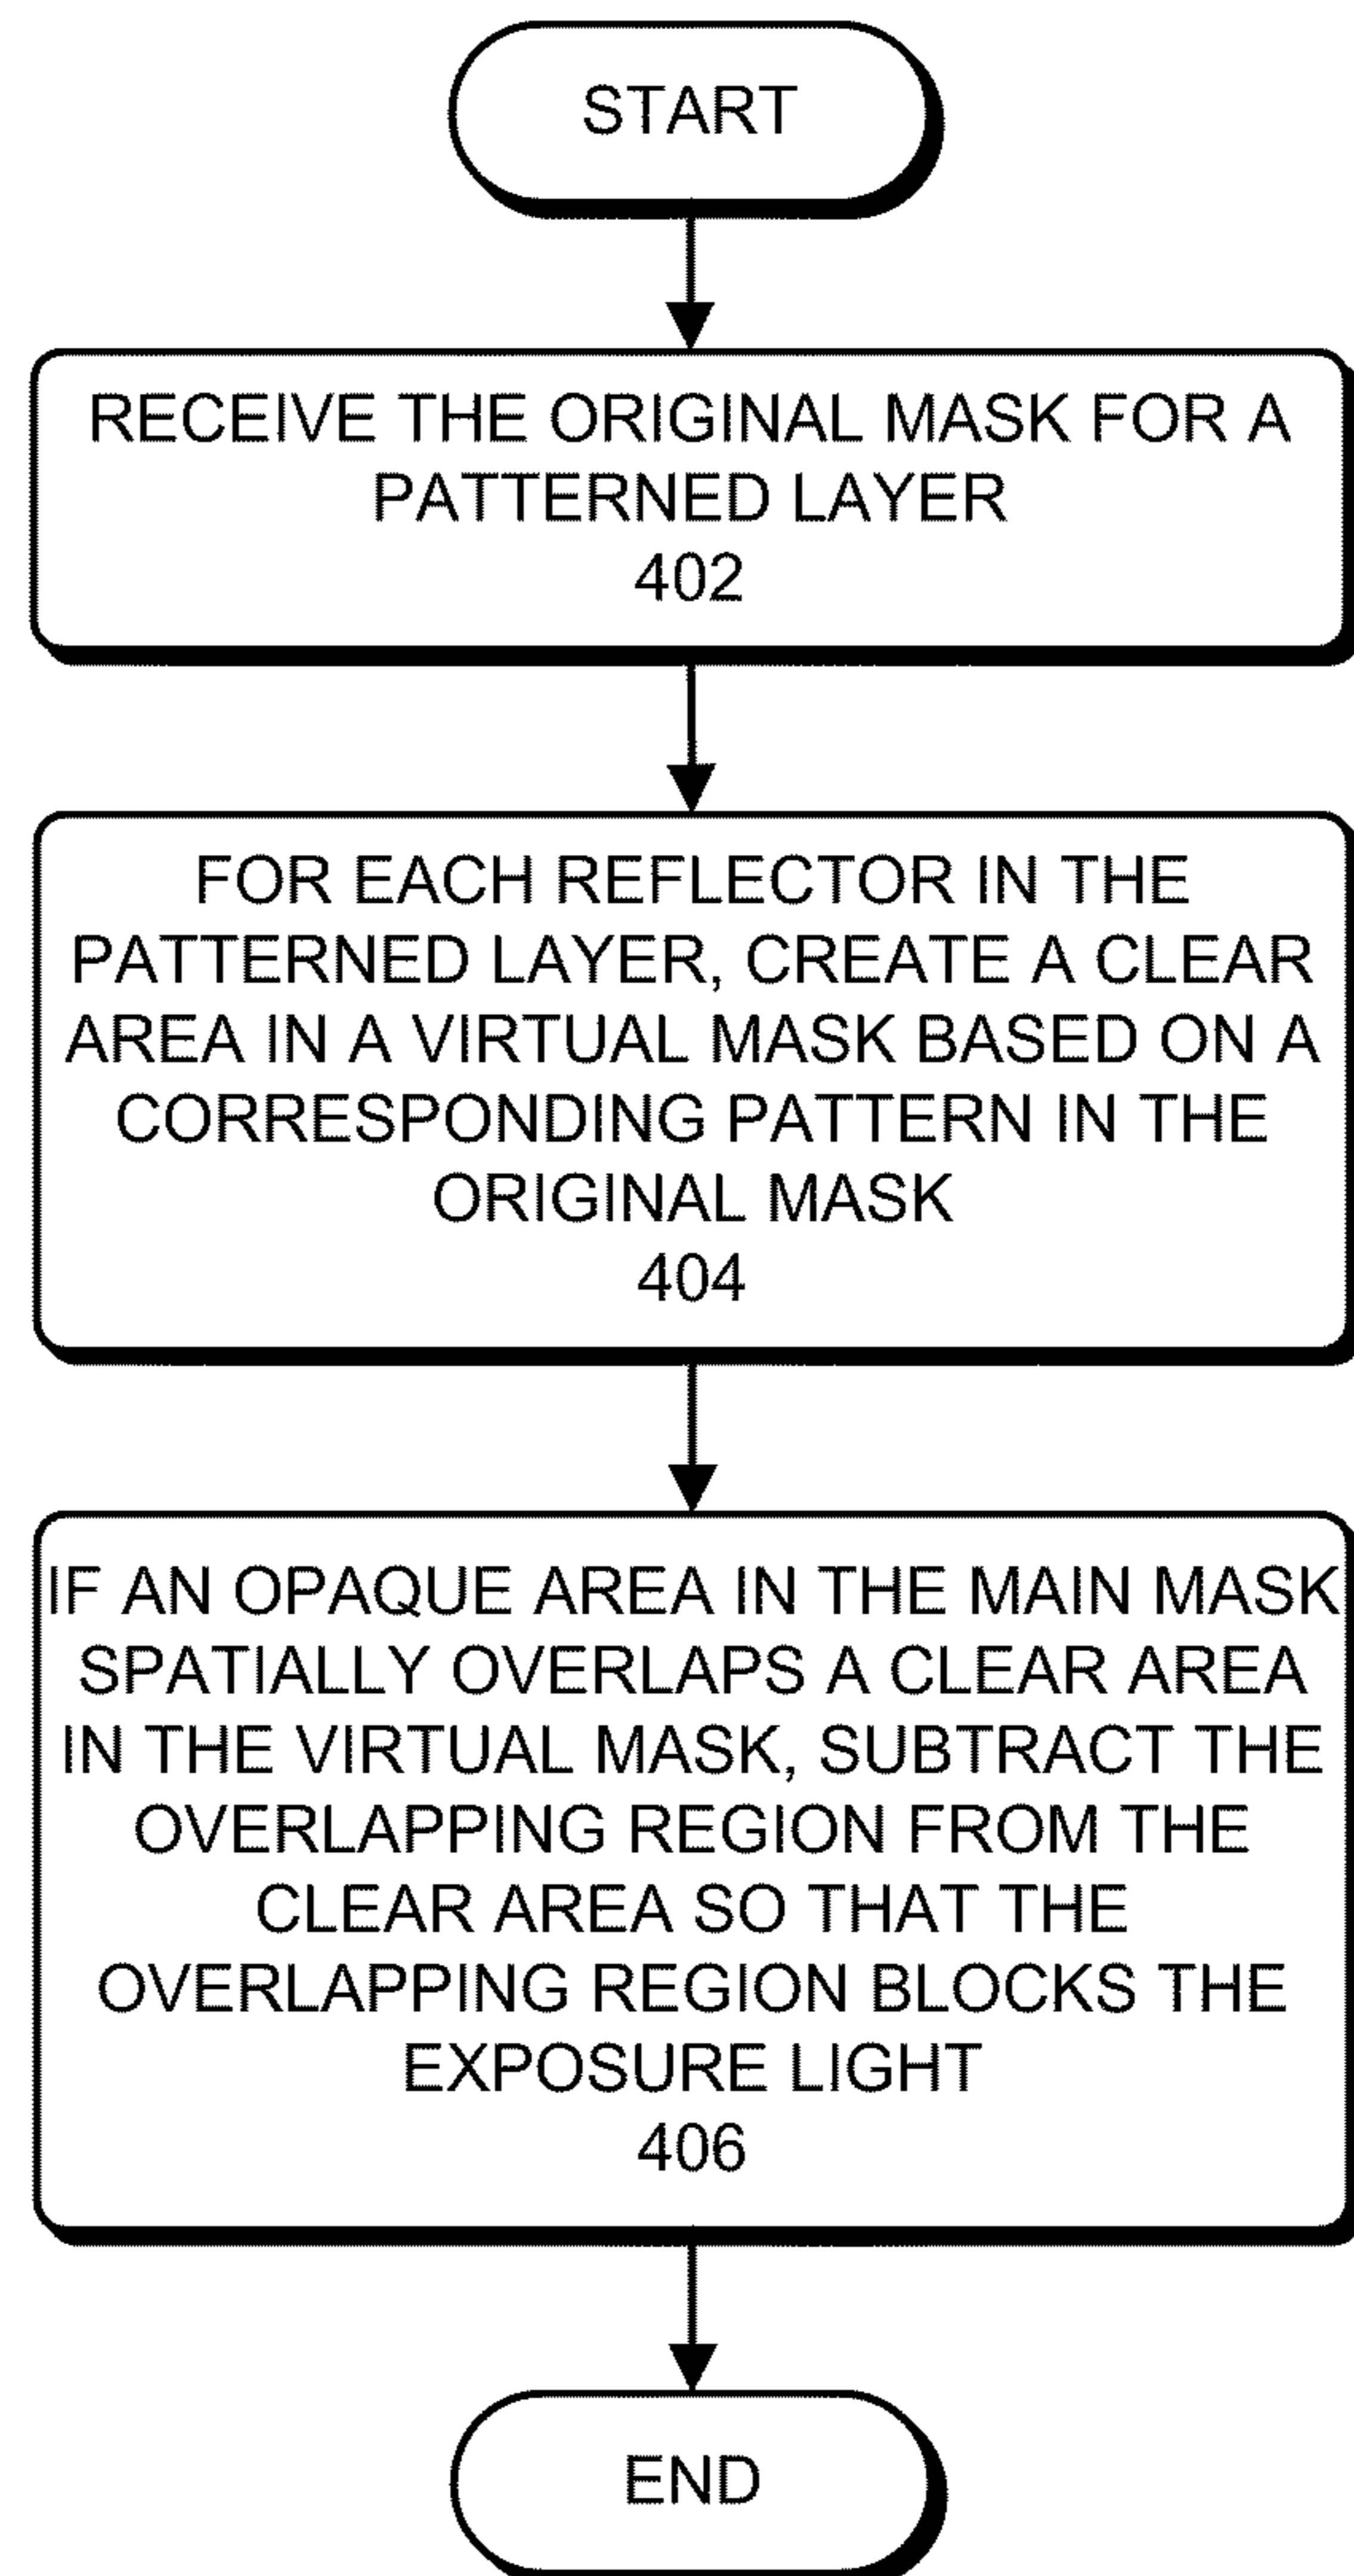 START
RECEIVE THE ORIGINAL MASK FOR A
PATTERNED LAYER
402
FOR EACH REFLECTOR IN THE
PATTERNED LAYER, CREATE A CLEAR
AREA IN A VIRTUAL MASK BASED ON A
CORRESPONDING PATTERN IN THE
ORIGINAL MASK
404
IF AN OPAQUE AREA IN THE MAIN MASK
SPATIALLY OVERLAPS A CLEAR AREA
IN THE VIRTUAL MASK, SUBTRACT THE
OVERLAPPING REGION FROM THE
CLEAR AREA SO THAT THE
OVERLAPPING REGION BLOCKS THE
EXPOSURE LIGHT
406
END